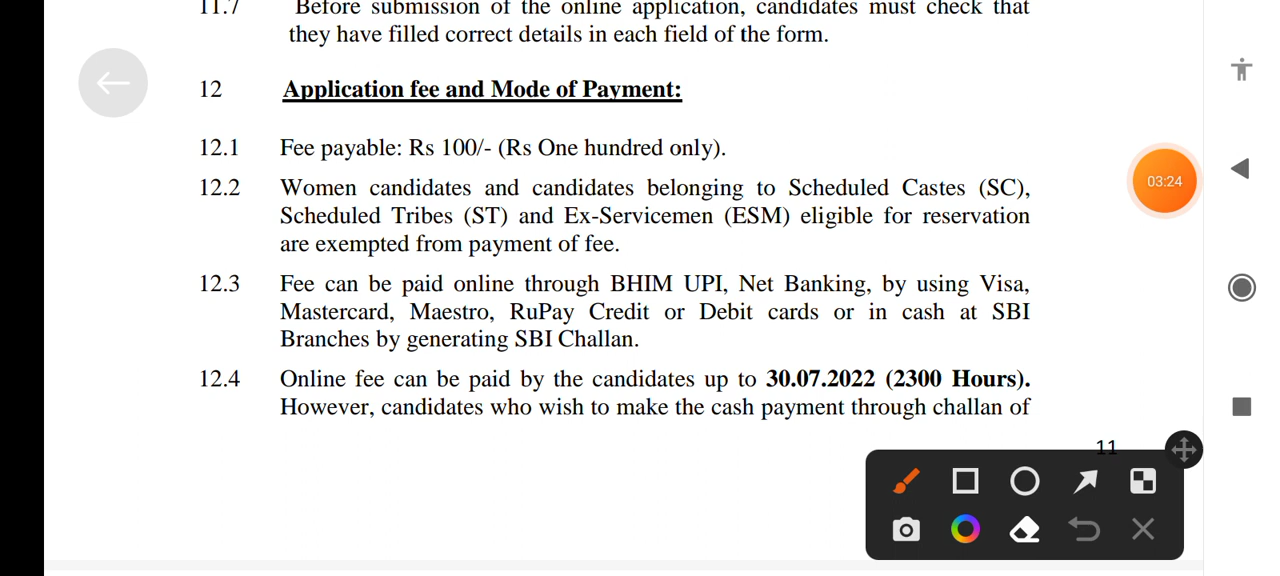 11.7 Before submission of the online application, candidates must check that
they have filled correct details in each field of the form.
12 Application fee and Mode of Payment:
12.1 Fee payable: Rs 100/- (Rs One hundred only).
12.2 Women candidates and candidates belonging to Scheduled Castes (SC),
Scheduled Tribes (ST) and Ex-Servicemen (ESM) eligible for reservation
are exempted from payment of fee.
12.3 Fee can be paid online through BHIM UPI, Net Banking, by using Visa,
Mastercard, Maestro, RuPay Credit or Debit cards or in cash at SBI
Branches by generating SBI Challan.
12.4 Online fee can be paid by the candidates up to 30.07.2022 (2300 Hours).
However, candidates who wish to make the cash payment through challan of
11
03:24